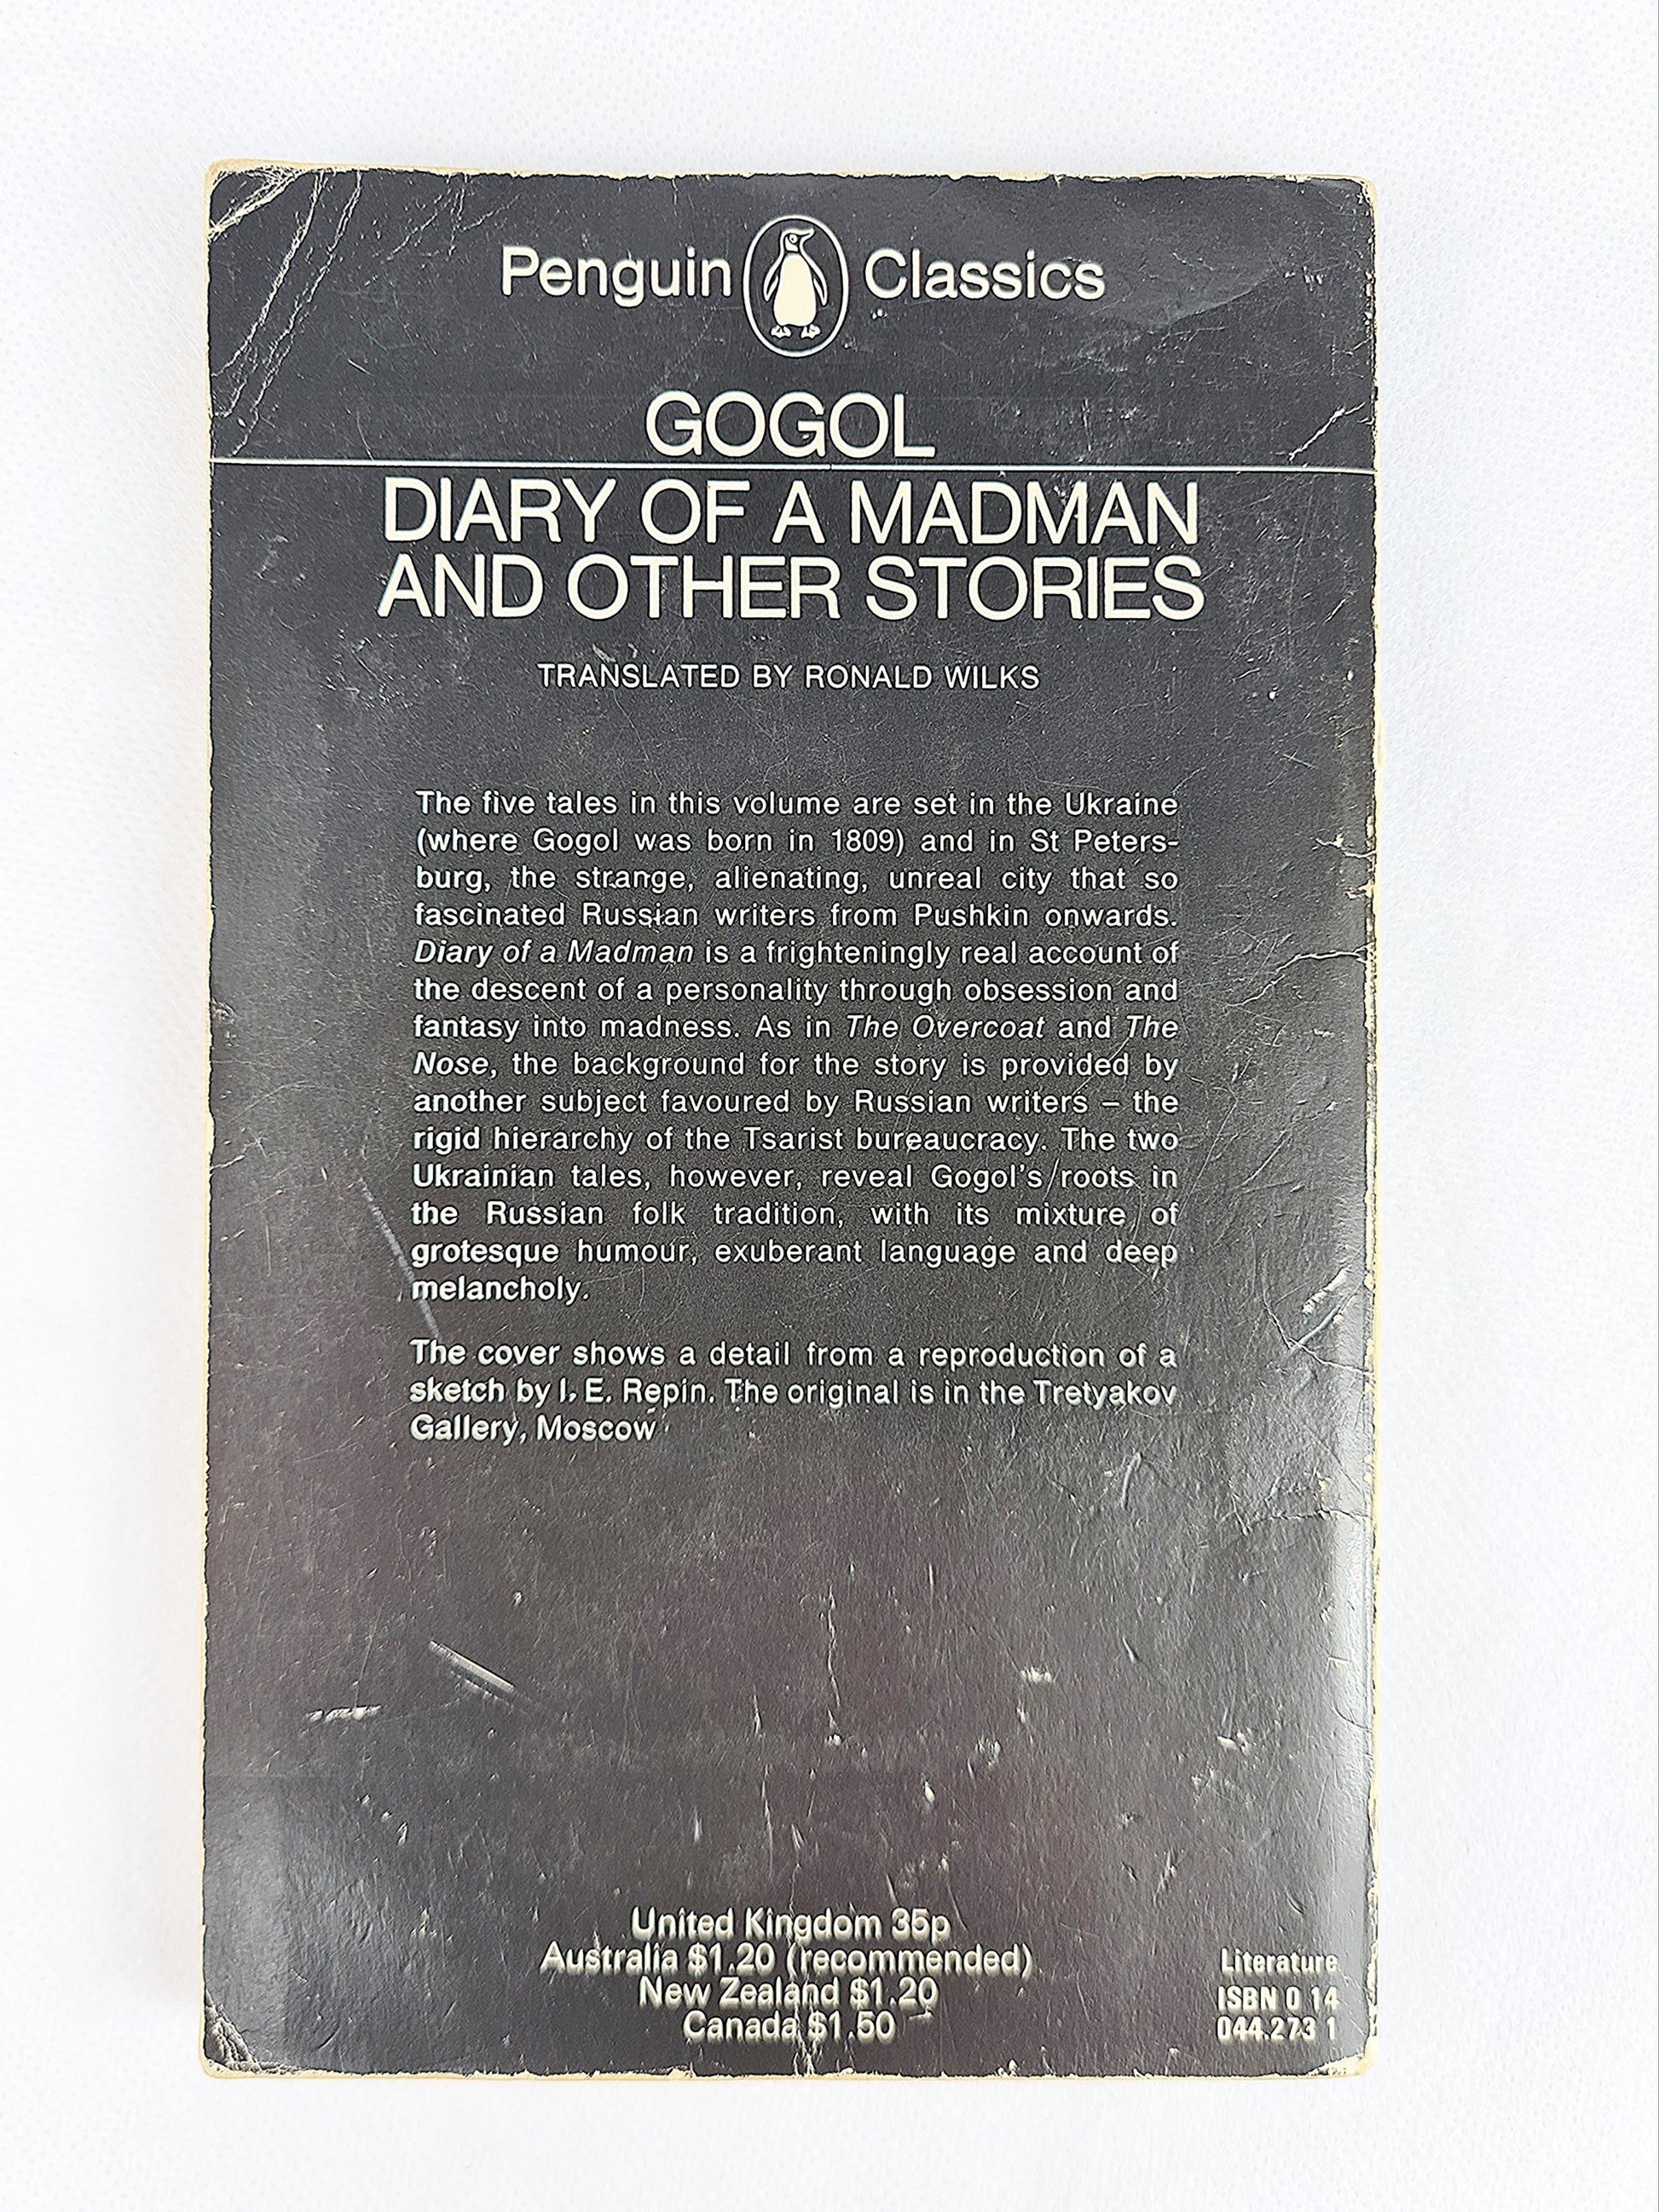 Penguin Classics
GOGOL
DIARY OF A MADMAN
AND OTHER STORIES
TRANSLATED BY RONALD WILKS
The five tales in this volume are set in the Ukraine
(where Gogol was born in 1809) and in St Peters-
burg, the strange, alienating, unreal city that so
fascinated Russian writers from Pushkin onwards.
Diary of a Madman is a frighteningly real account of
the descent of a personality through obsession and
fantasy into madness. As in The Overcoat and The
Nose, the background for the story is provided by
another subject favoured by Russian writers – the
rigid hierarchy of the Tsarist bureaucracy. The two
Ukrainian tales, however, reveal Gogol's roots in
the Russian folk tradition, with its mixture of
grotesque humour, exuberant language and deep
melancholy.
The cover shows a detail from a reproduction of a
sketch by I. E. Repin. The original is in the Tretyakov
Gallery, Moscow
United Kingdom 35p
Australia $1.20 (recommended)
New Zealand $1.20
Canada $1.50
Literature
ISBN 0 14
044.273 1